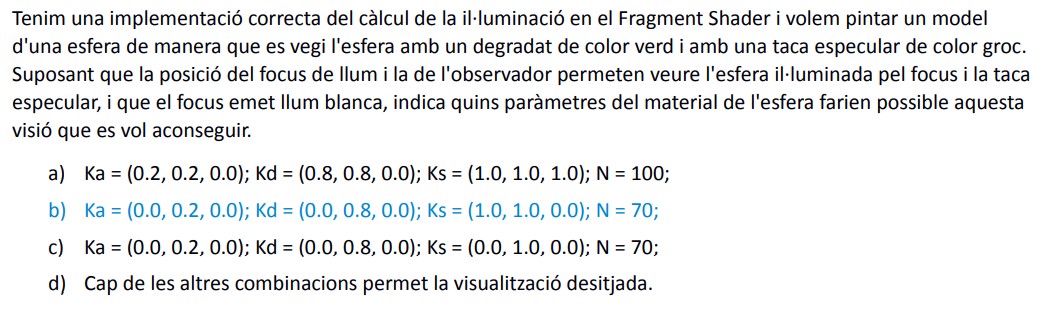 Tenim una implementació correcta del càlcul de la il·luminació en el Fragment Shader i volem pintar un model
d'una esfera de manera que es vegi l'esfera amb un degradat de color verd i amb una taca especular de color groc.
Suposant que la posició del focus de llum i la de l'observador permeten veure l'esfera il·luminada pel focus i la taca
especular, i que el focus emet llum blanca, indica quins paràmetres del material de l'esfera farien possible aquesta
visió que es vol aconseguir.
a) Ka = (0.2, 0.2, 0.0); Kd = (0.8, 0.8, 0.0); Ks = (1.0, 1.0, 1.0); N = 100;
b) Ka = (0.0, 0.2, 0.0); Kd = (0.0, 0.8, 0.0); Ks = (1.0, 1.0, 0.0); N = 70;
c) Ka = (0.0, 0.2, 0.0); Kd = (0.0, 0.8, 0.0); Ks = (0.0, 1.0, 0.0); N = 70;
d) Cap de les altres combinacions permet la visualització desitjada.